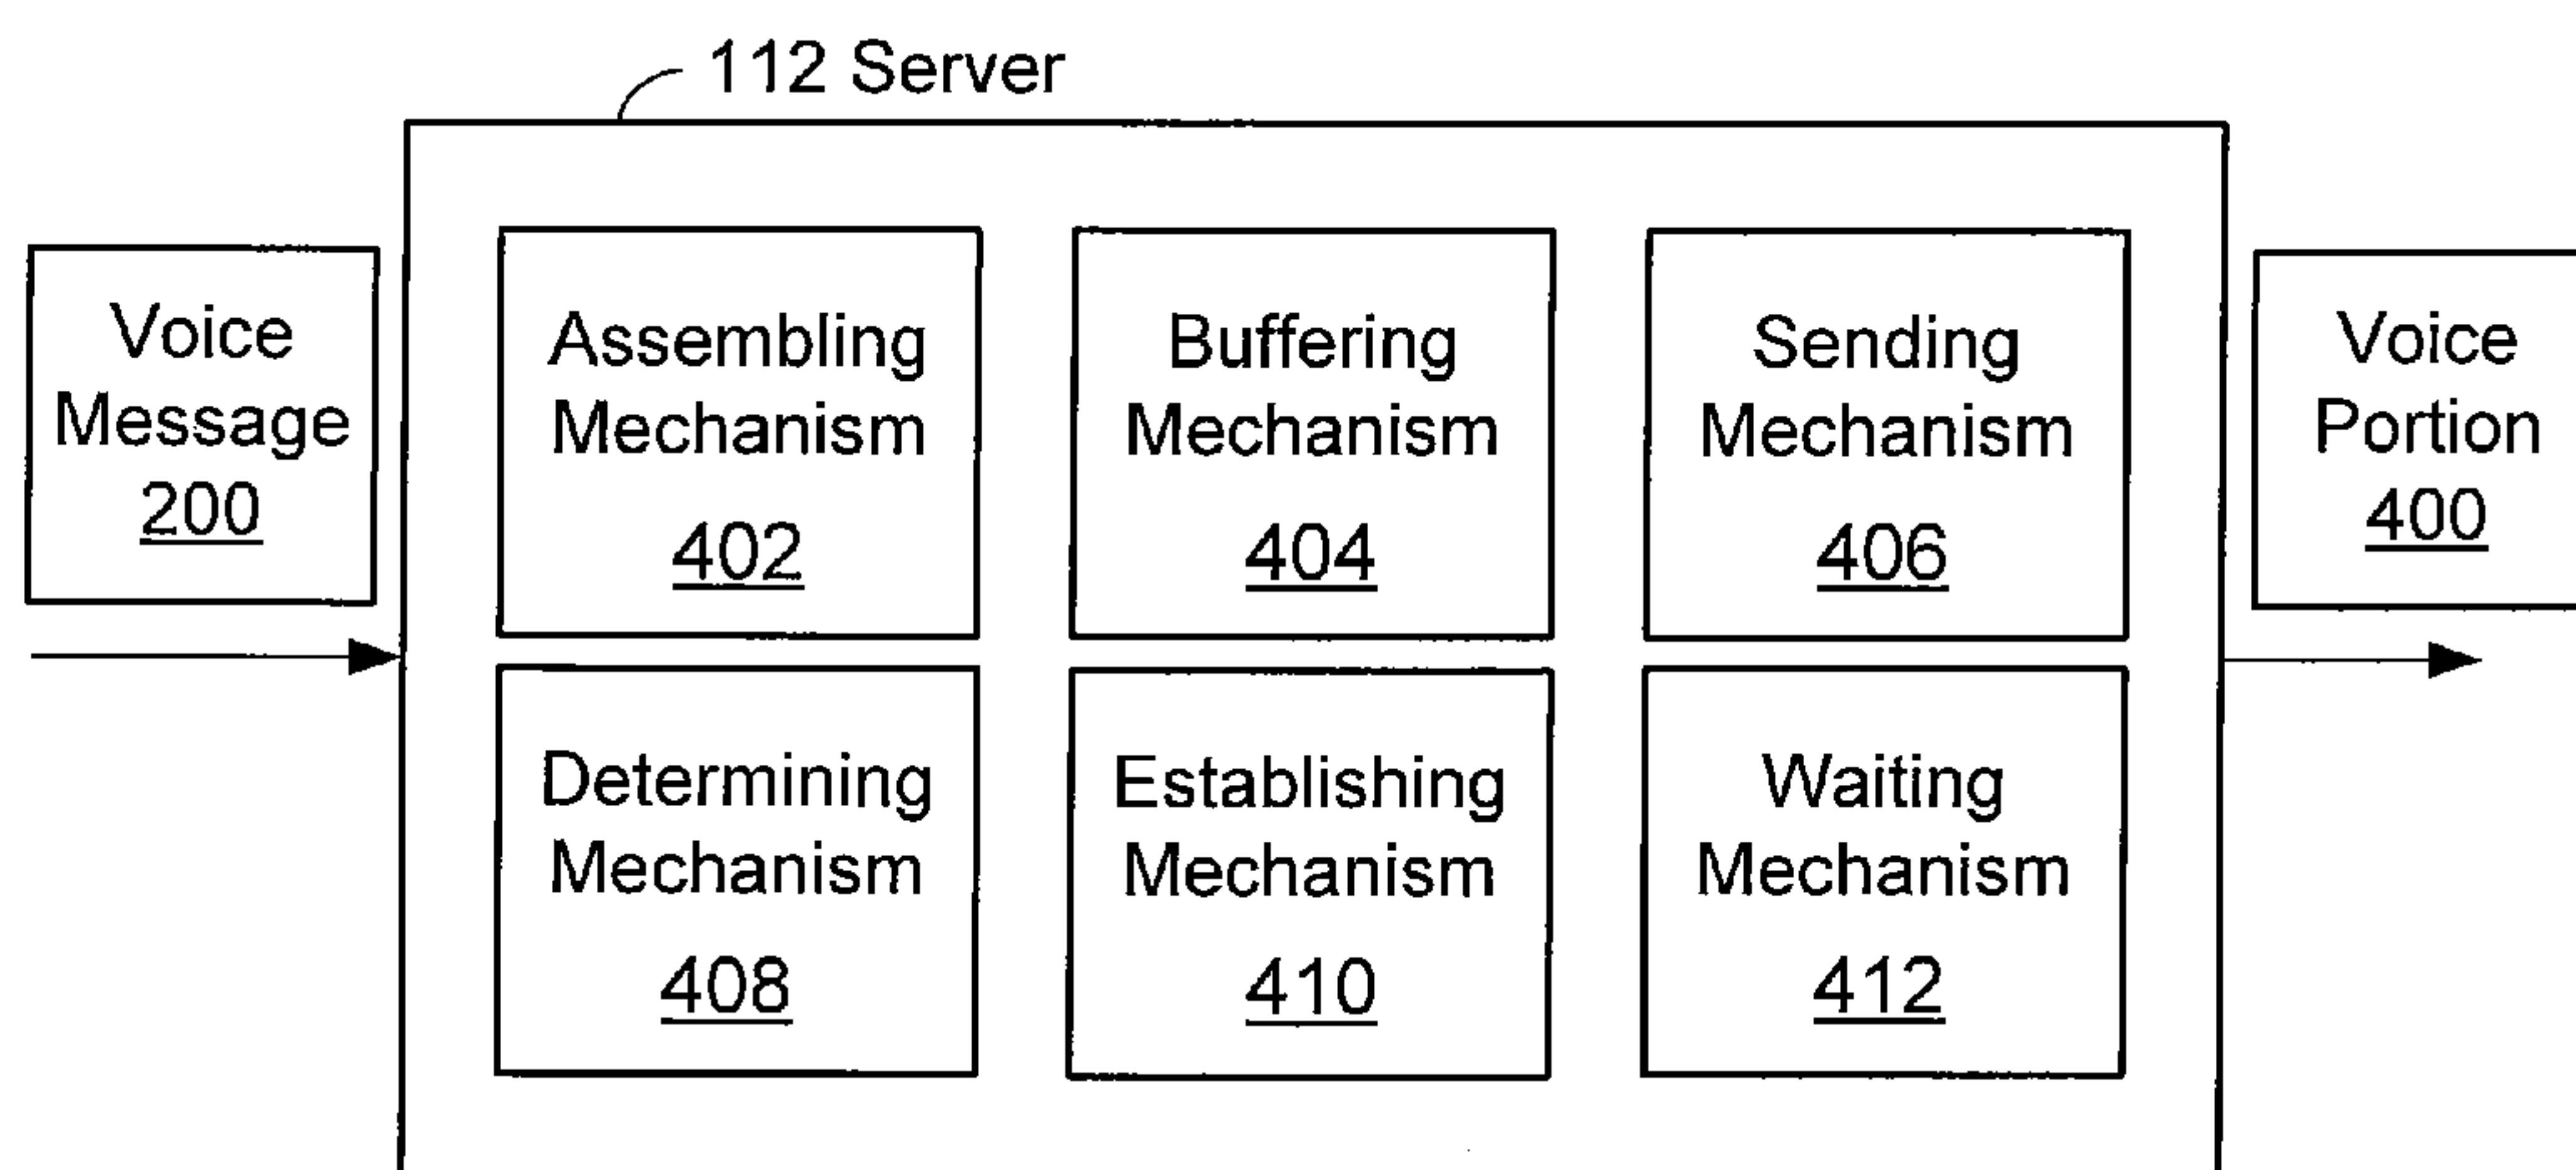 112 Server
Voice
Message
200
Assembling
Mechanism
402
Buffering
Mechanism
404
Sending
Mechanism
406
Voice
Portion
400
Determining
Mechanism
408
Establishing
Mechanism
410
Waiting
Mechanism
412